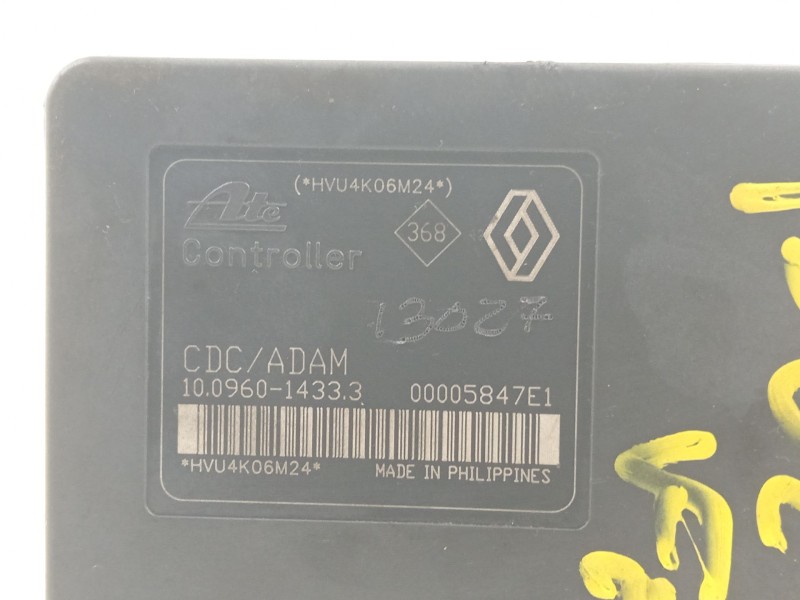 (*HVU4K06M24*)
Ate
368
Controller
13027
CDC/ADAM
10.0960-1433.3 00005847E1
*HVU4K06M24* MADE IN PHILIPPINES